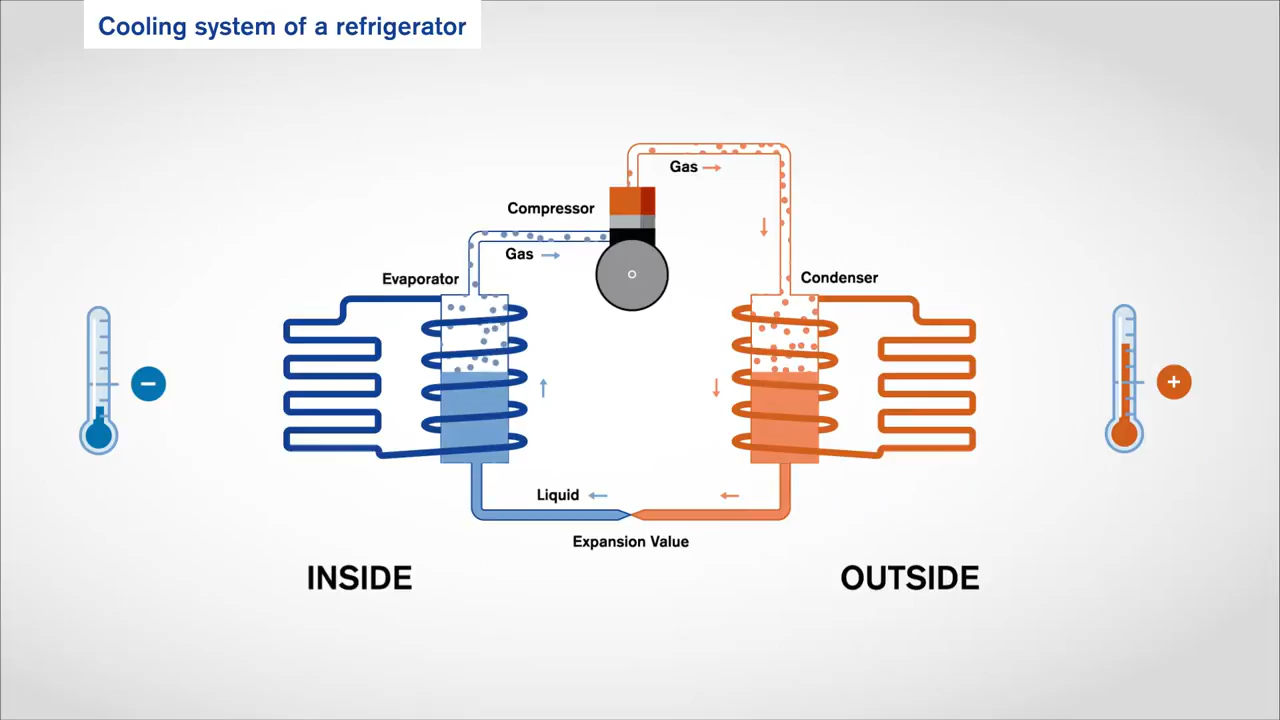 Cooling system of a refrigerator
Gas
Compressor
Gas
Evaporator
Condenser
Liquid
Expansion Value
INSIDE
OUTSIDE